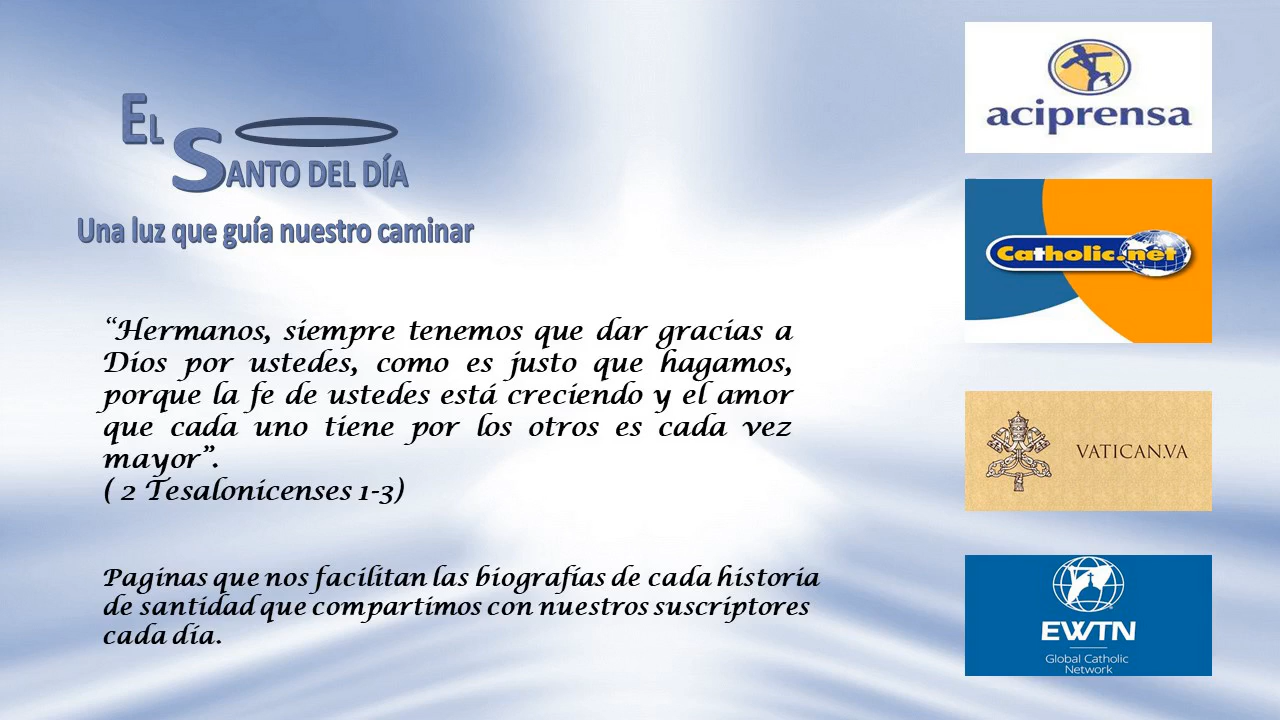 EL
SANTO DEL DÍA
Una luz que guía nuestro caminar
“Hermanos, siempre tenemos que dar gracias a
Dios por ustedes, como es justo que hagamos,
porque la fe de ustedes está creciendo y el amor
que cada uno tiene por los otros es cada vez
mayor”.
( 2 Tesalonicenses 1-3)
Paginas que nos facilitan las biografías de cada historia
de santidad que compartimos con nuestros suscriptores
cada día.
aciprensa
Catholic.net
VATICAN.VA
EWTN
Global Catholic
Network